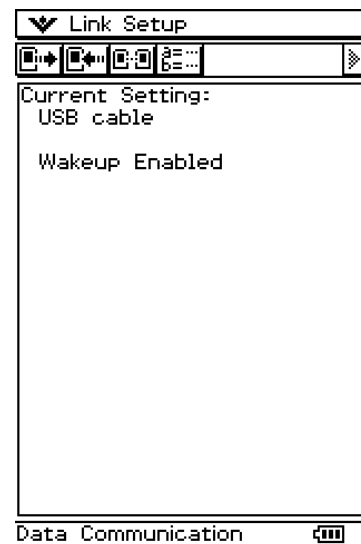 Link Setup
Current Setting:
USB cable
Wakeup Enabled
Data Communication